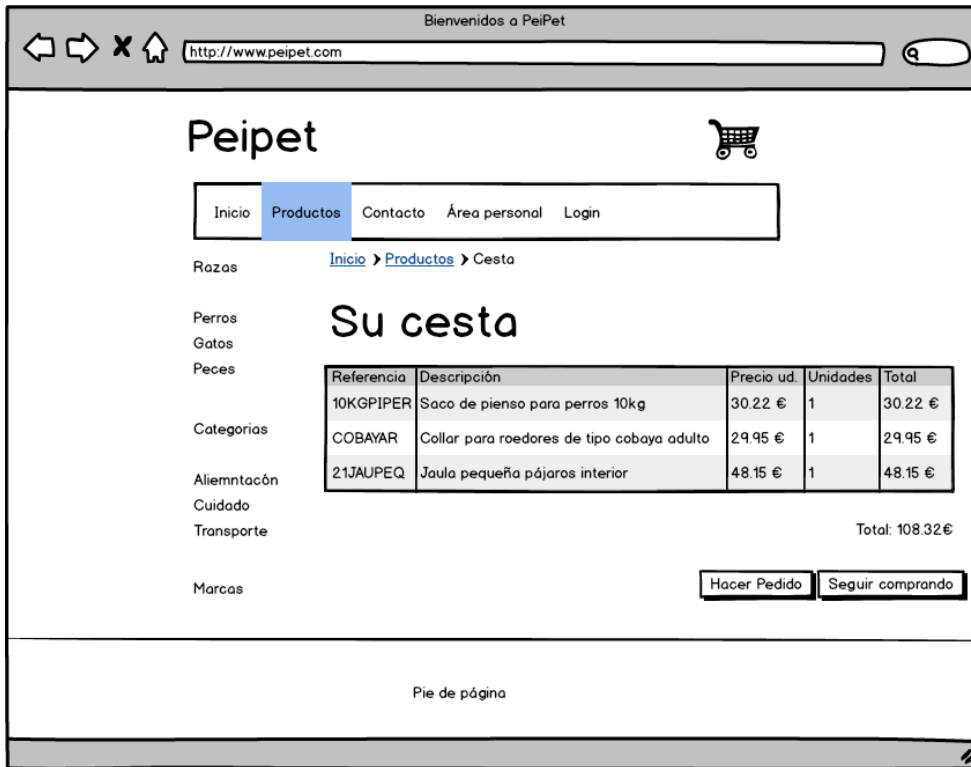 Bienvenidos a PeiPet
http://www.peipet.com
Peipet
Inicio Productos Contacto Área personal Login
Razas
Perros
Gatos
Peces
Categorias
Aliemntacón
Cuidado
Transporte
Marcas
Inicio > Productos > Cesta
Su cesta
Referencia Descripción Precio ud. Unidades Total
10KGPIPER Saco de pienso para perros 10kg 30.22 € 1 30.22 €
COBAYAR Collar para roedores de tipo cobaya adulto 29.95 € 1 29.95 €
21JAUPEQ Jaula pequeña pájaros interior 48.15 € 1 48.15 €
Total: 108.32€
Hacer Pedido Seguir comprando
Pie de página